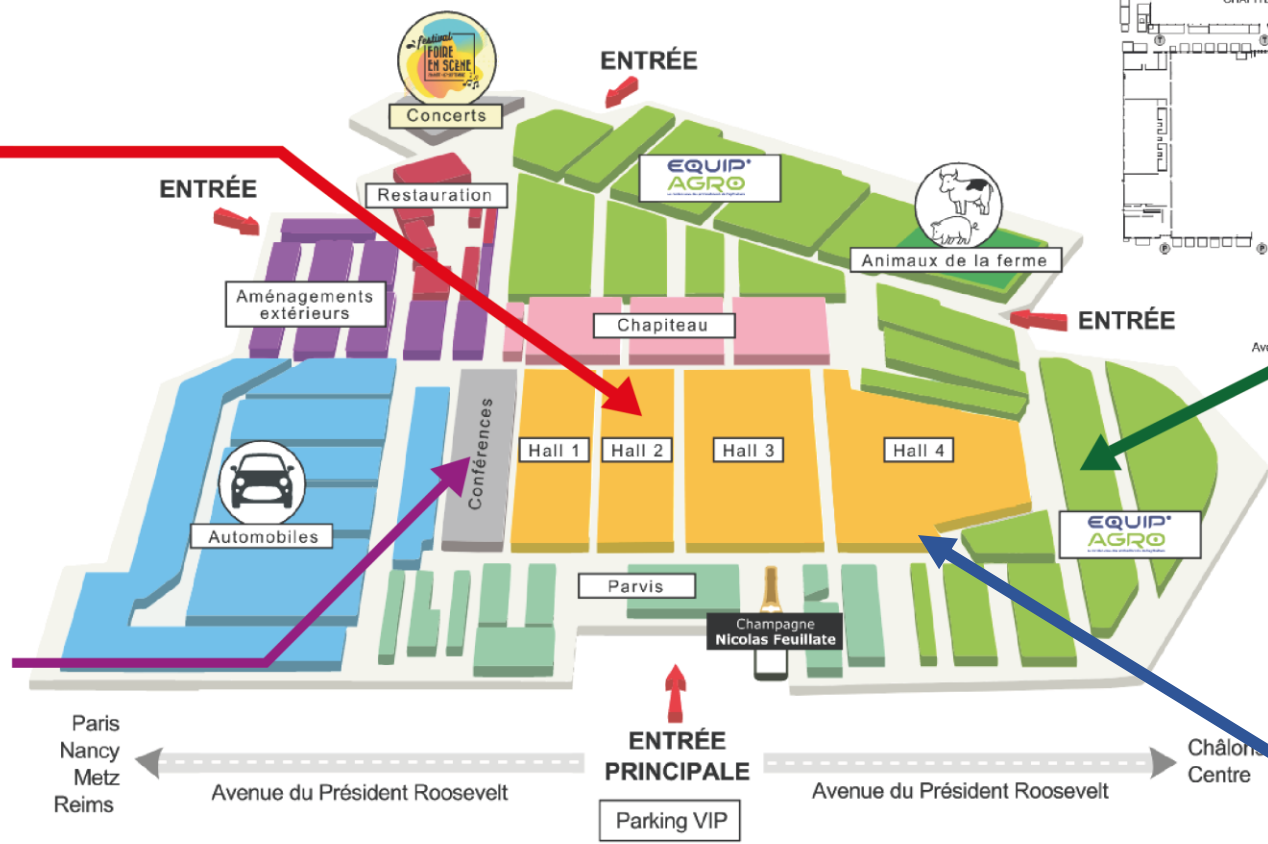 festival
FOIRE
EN SCÈNE
Concerts
ENTRÉE
EQUIP'
AGRO
ENTRÉE
Restauration
Animaux de la ferme
Aménagements
extérieurs
Chapiteau
ENTRÉE
Conférences
Hall 1
Hall 2
Hall 3
Hall 4
Automobiles
EQUIP'
AGRO
Parvis
Champagne
Nicolas Feuillate
Paris
Nancy
Metz
Reims
Avenue du Président Roosevelt
ENTRÉE
PRINCIPALE
Parking VIP
Avenue du Président Roosevelt
Centre